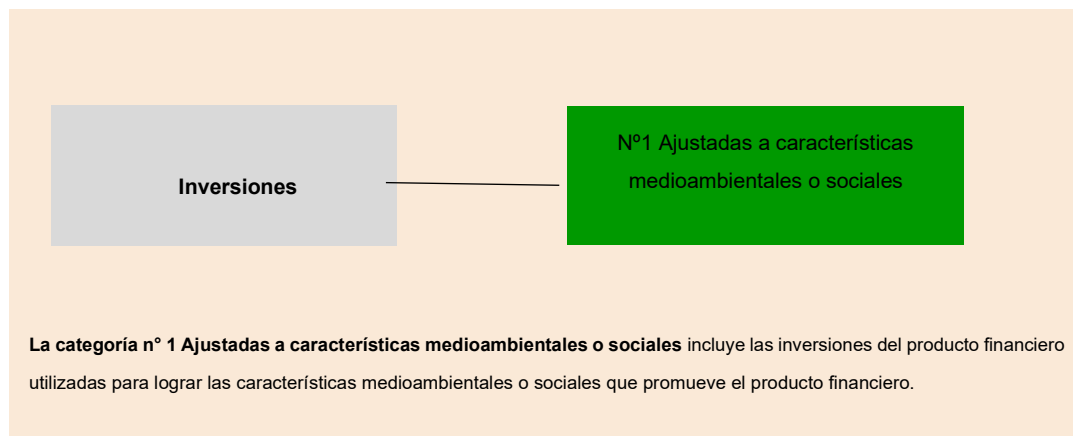 Inversiones
Nº1 Ajustadas a características
medioambientales o sociales
La categoría n° 1 Ajustadas a características medioambientales o sociales incluye las inversiones del producto financiero
utilizadas para lograr las características medioambientales o sociales que promueve el producto financiero.